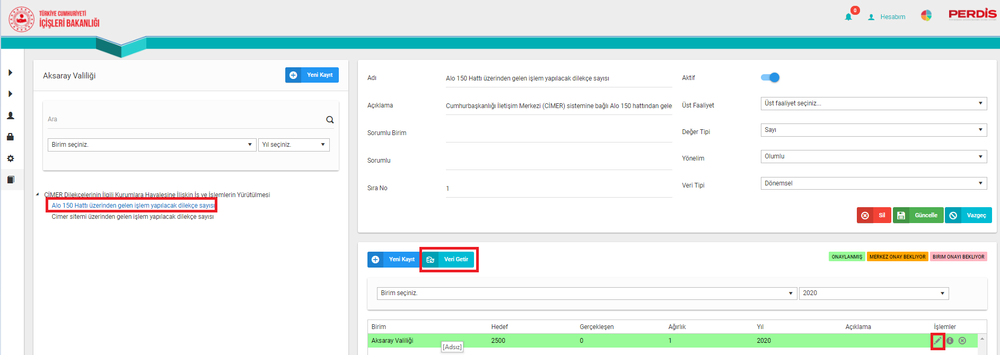 TÜRKİYE CUMHURİYETİ
İÇİŞLERİ BAKANLIĞI
0
Hesabım
PERDİS
Aksaray Valiliği
Yeni Kayıt
Ara
Birim seçiniz.
Yıl seçiniz.
CİMER Dilekçelerinin İlgili Kurumlara Havalesine İlişkin İş ve İşlemlerin Yürütülmesi
Alo 150 Hattı üzerinden gelen işlem yapılacak dilekçe sayısı
Cimer sitemi üzerinden gelen işlem yapılacak dilekçe sayısı
Adı
Alo 150 Hattı üzerinden gelen işlem yapılacak dilekçe sayısı
Aktif
Açıklama
Cumhurbaşkanlığı İletişim Merkezi (CİMER) sistemine bağlı Alo 150 hattından gele
Üst Faaliyet
Üst faaliyet seçiniz...
Sorumlu Birim
Değer Tipi
Sayı
Sorumlu
Yönelim
Olumlu
Sıra No
1
Veri Tipi
Dönemsel
Sil
Güncelle
Vazgeç
Yeni Kayıt
Veri Getir
ONAYLANMIŞ
MERKEZ ONAY BEKLIYOR
BIRIM ONAYI BEKLIYOR
Birim seçiniz.
2020
Birim Hedef Gerçekleşen Ağırlık Yıl Açıklama İşlemler
Aksaray Valiliği 2500 0 1 2020
[Adsız]